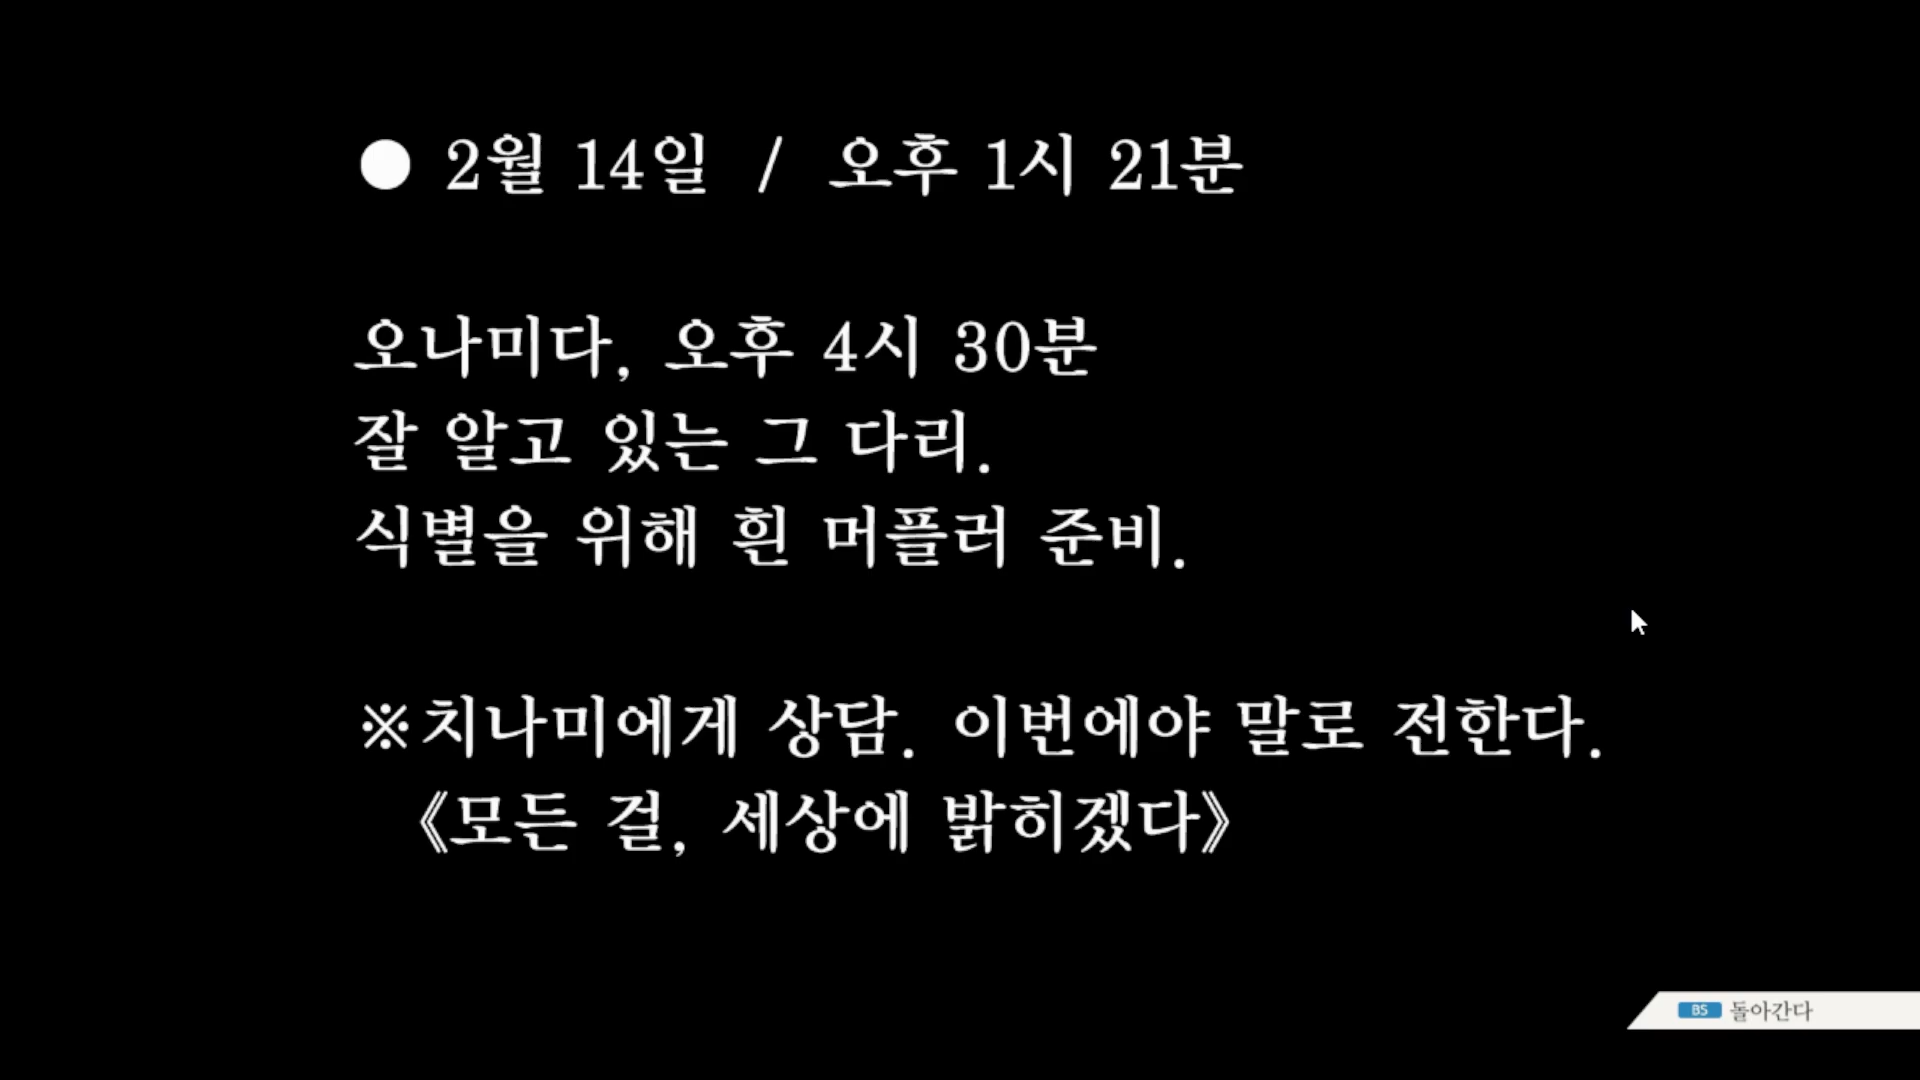 ● 2월 14일 / 오후 1시 21분
오나미다, 오후 4시 30분
잘 알고 있는 그 다리.
식별을 위해 흰 머플러 준비.
※치나미에게 상담. 이번에야 말로 전한다.
《모든 걸, 세상에 밝히겠다》
BS 돌아간다